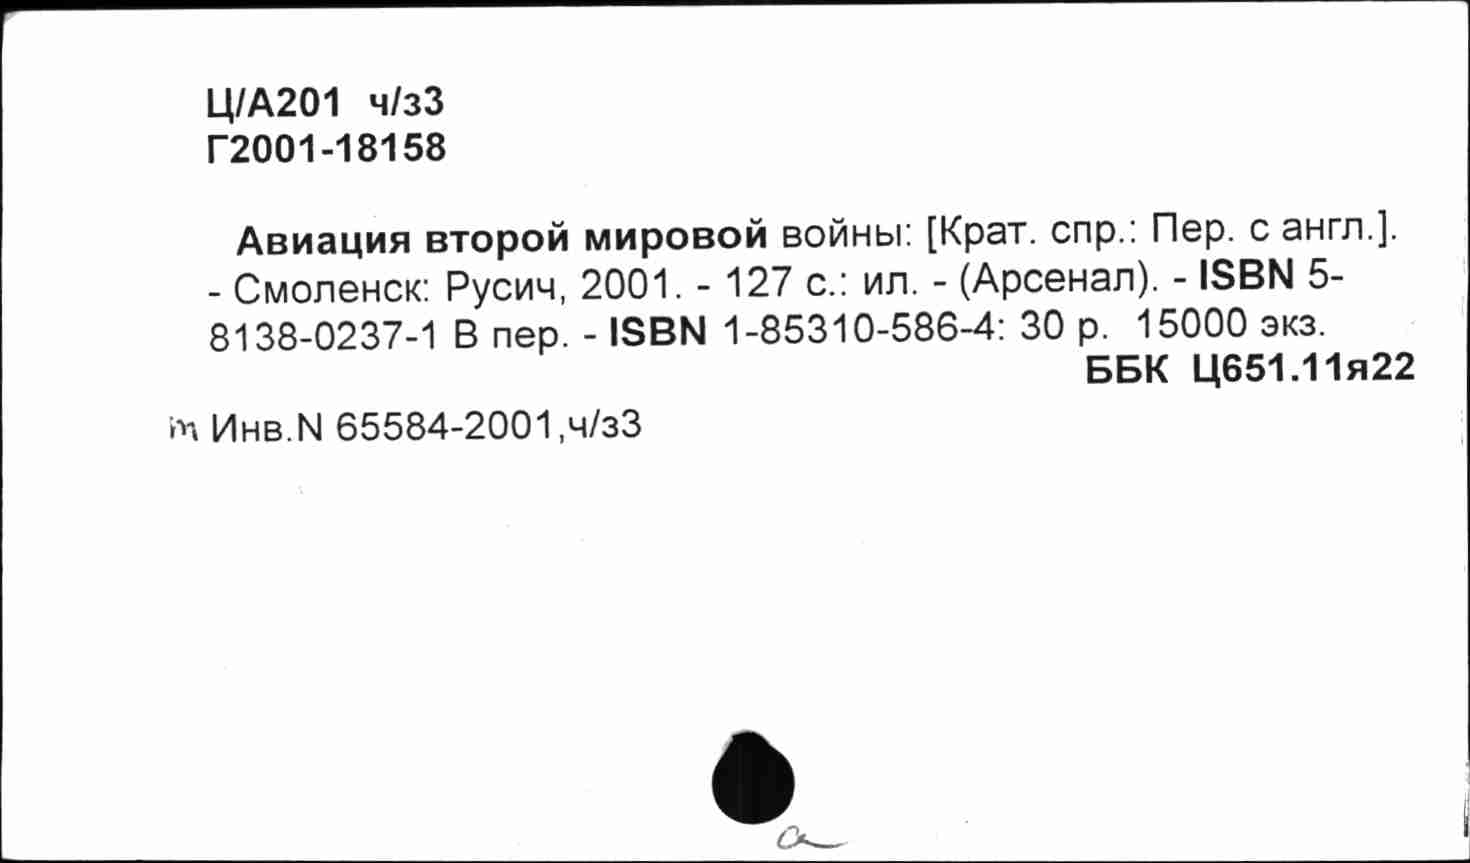 Ц/А201 ч/з3
Г2001-18158
Авиация второй мировой войны: [Крат. спр.: Пер. с англ.].
- Смоленск: Русич, 2001. - 127 с.: ил. - (Арсенал). - ISBN 5-
8138-0237-1 В пер. - ISBN 1-85310-586-4: 30 р. 15000 экз.
ББК Ц651.11я22
Инв.N 65584-2001,ч/з3